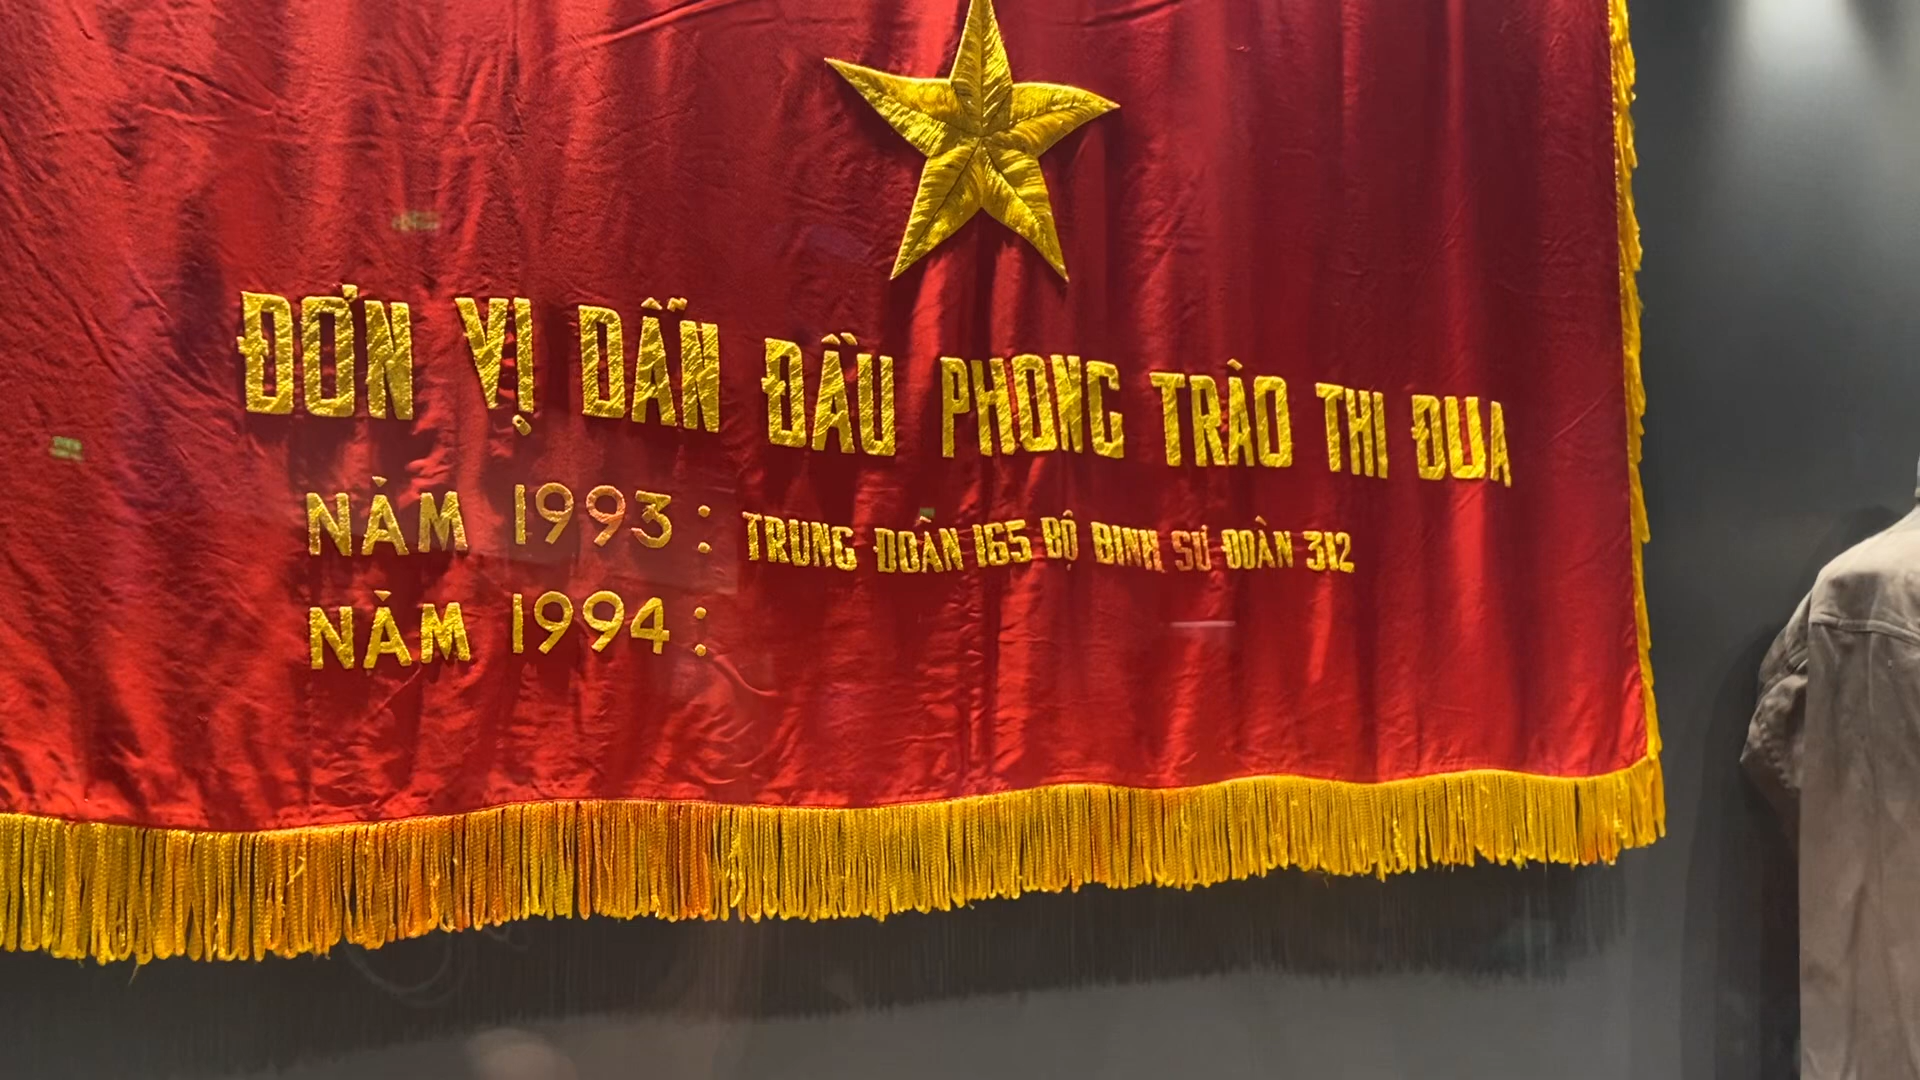 ĐƠN VỊ DẪN ĐẦU PHONG TRÀO THI ĐUA
NĂM 1993: TRUNG ĐOÀN 165 BỘ BINH SƯ ĐOÀN 312
NĂM 1994: